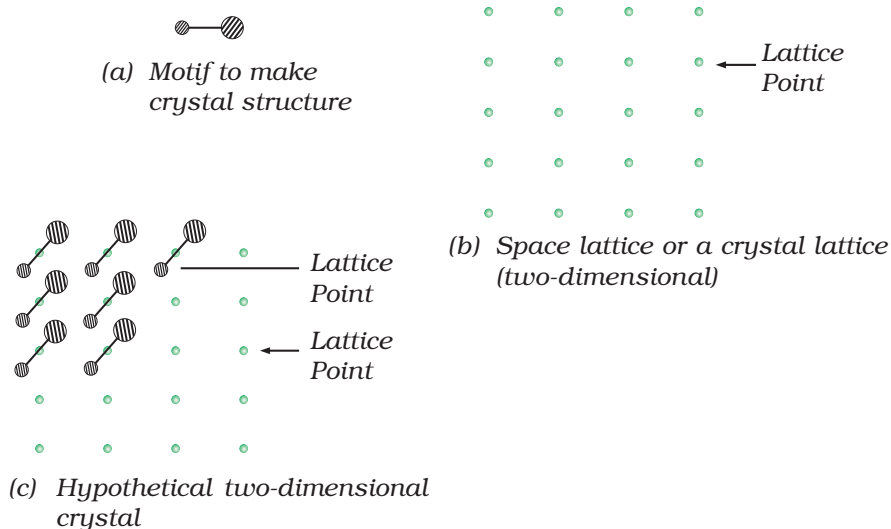 (a) Motif to make
crystal structure
Lattice
Point
(b) Space lattice or a crystal lattice
(two-dimensional)
Lattice
Point
Lattice
Point
(c) Hypothetical two-dimensional
crystal